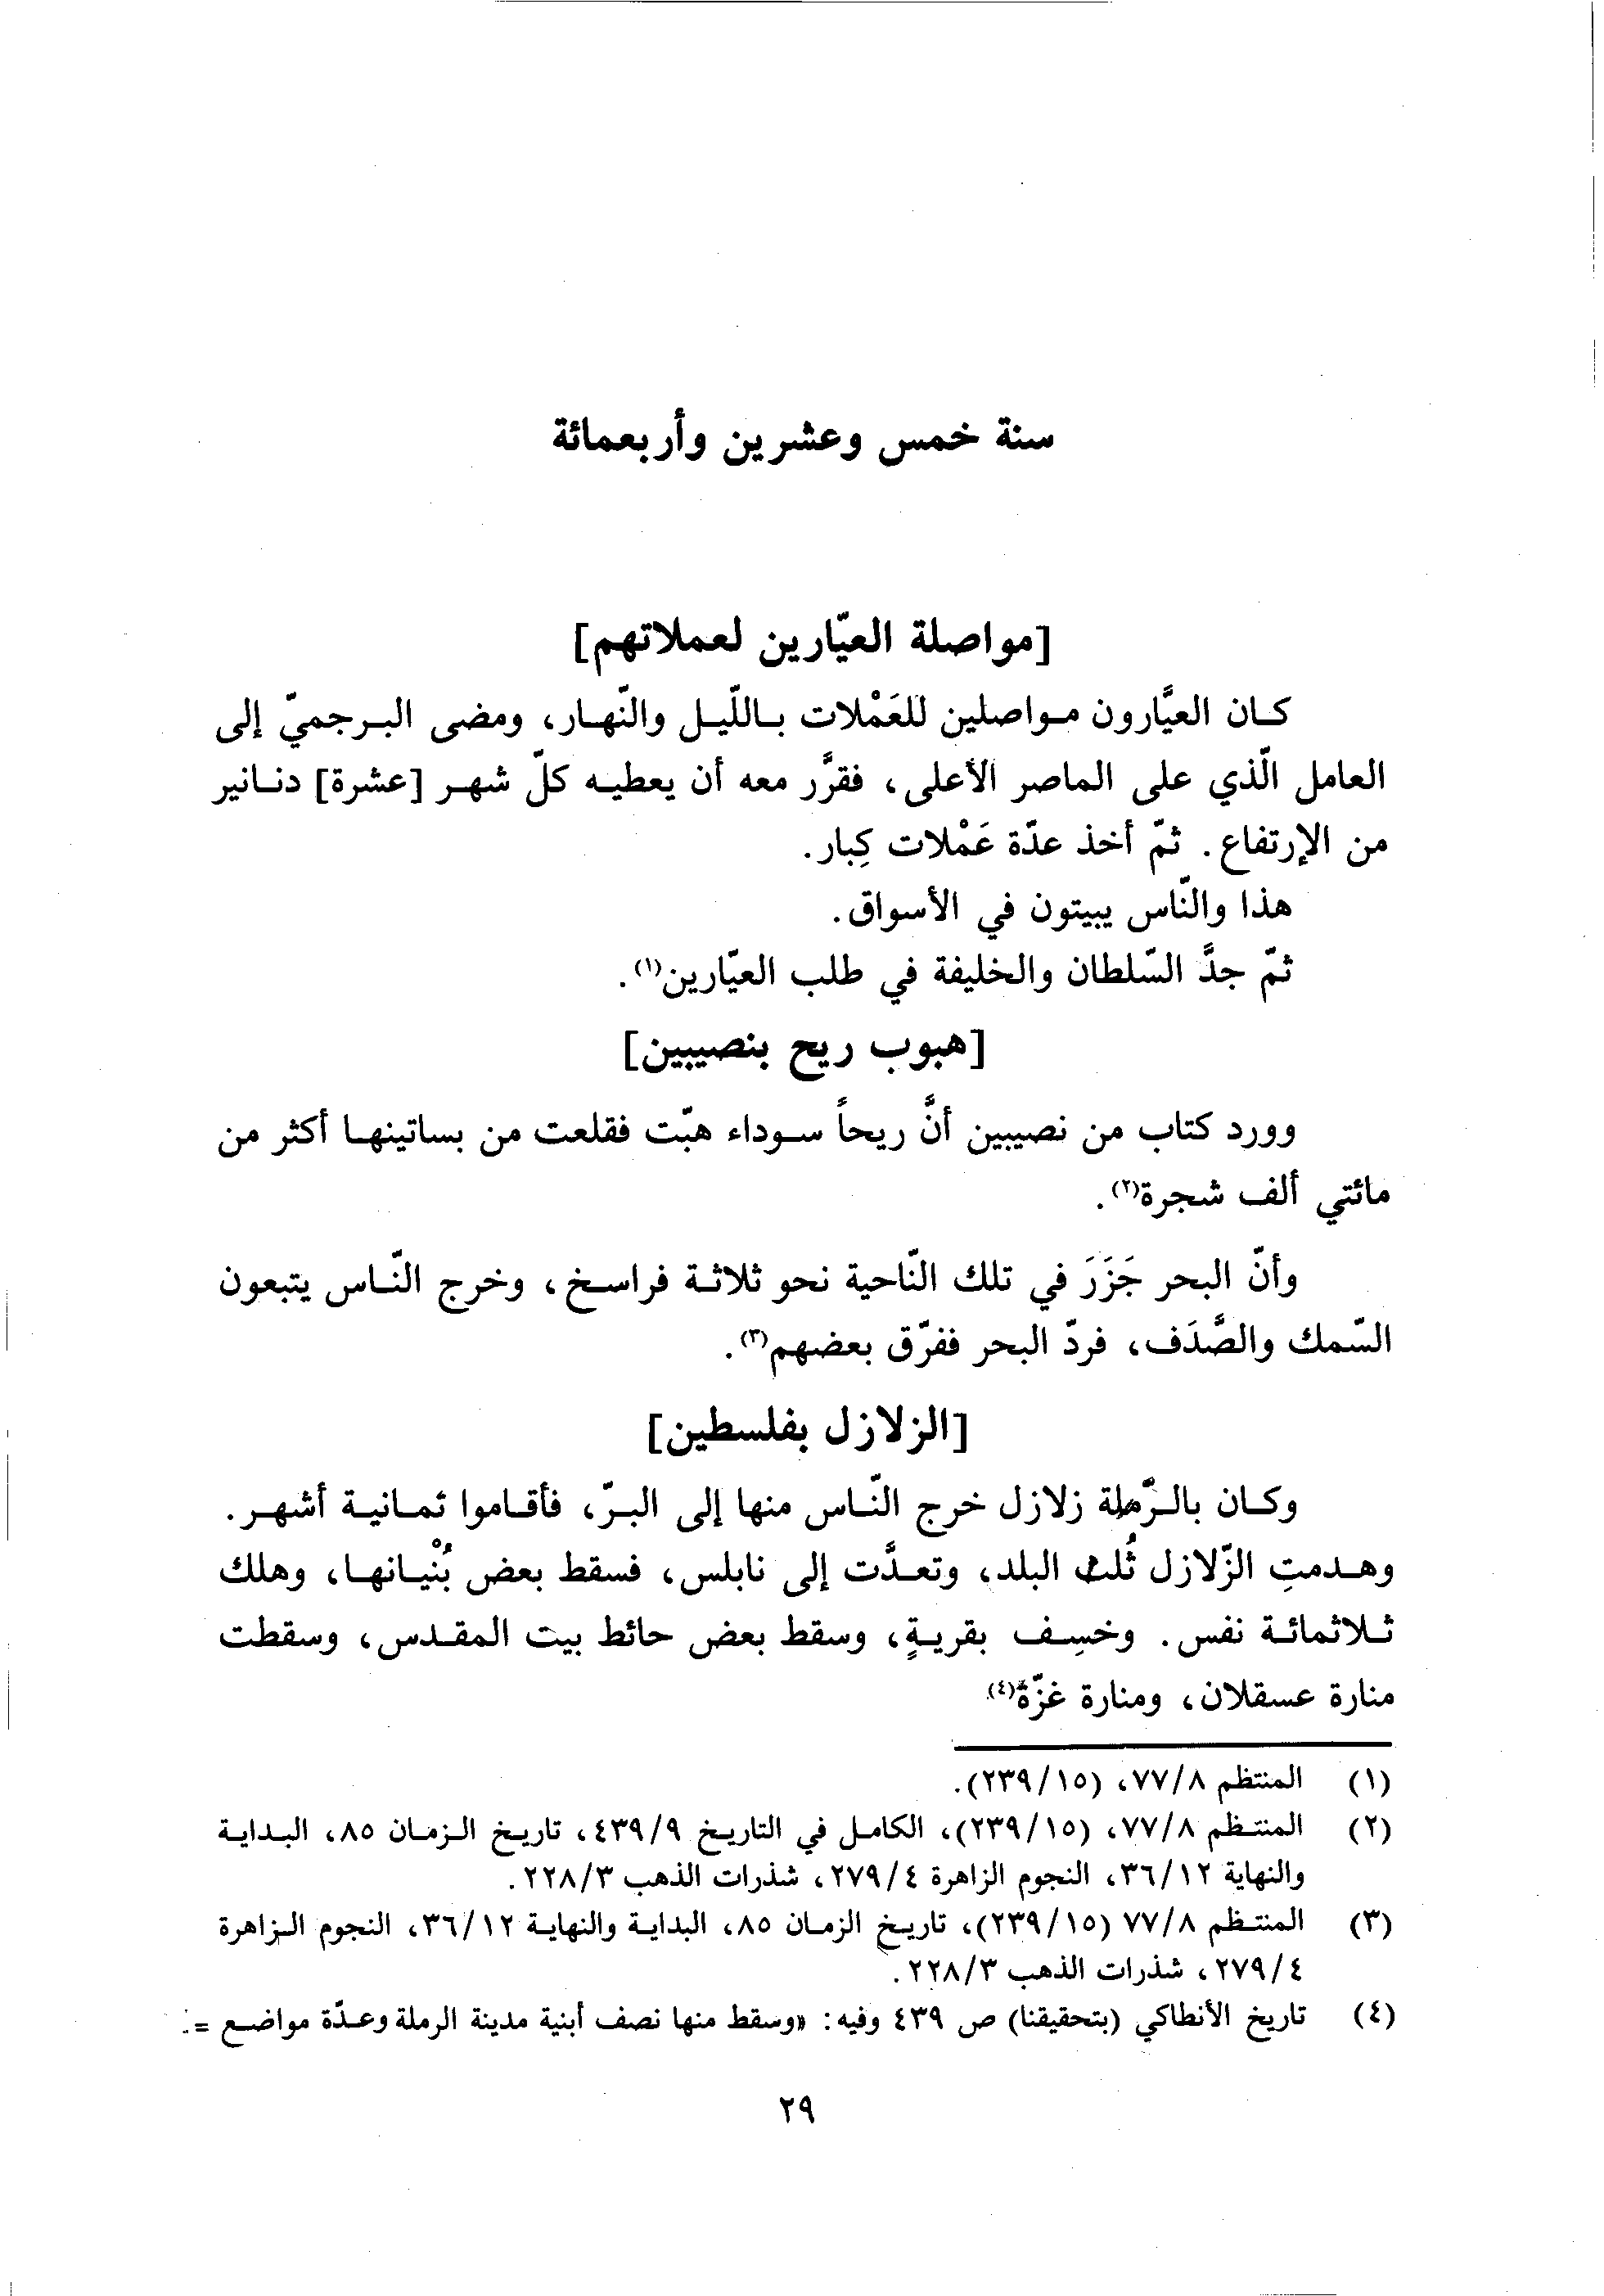 سنة خمس وعشرين وأربعمائة
[مواصلة العيّارين لعملاتهم]
كان العيَّارون مواصلين للعَمْلات باللّيل والنّهار، ومضى البرجميّ إلى
العامل الّذي على الماصر الأعلى، فقرَّر معه أن يعطيه كلّ شهر [عشرة] دنانير
من الإرتفاع. ثمّ أخذ عدّة عَمْلات كِبار.
هذا والنّاس يبيتون في الأسواق.
ثمّ جدَّ السّلطان والخليفة في طلب العيّارين(١).
[هبوب ريح بنصيبين]
وورد كتاب من نصيبين أنَّ ريحاً سوداء هبّت فقلعت من بساتينها أكثر من
مائتي ألف شجرة(٢).
وأنّ البحر جَزَرَ في تلك النّاحية نحو ثلاثة فراسخ، وخرج النّاس يتبعون
السّمك والصَّدَف، فردّ البحر ففرّق بعضهم(٣).
[الزلازل بفلسطين]
وكان بالرّملة زلازل خرج النّاس منها إلى البرّ، فأقاموا ثمانية أشهر.
وهدمتِ الزّلازل ثُلث البلد، وتعدَّت إلى نابلس، فسقط بعض بُنْيانها، وهلك
ثلاثمائة نفس. وخسِف بقريةٍ، وسقط بعض حائط بيت المقدس، وسقطت
منارة عسقلان، ومنارة غزّة(٤)
(١) المنتظم ٨/‏٧٧، (١٥/‏٢٣٩).
(٢) المنتظم ٨/‏٧٧، (١٥/‏٢٣٩)، الكامل في التاريخ ٩/‏٤٣٩، تاريخ الزمان ٨٥، البداية
والنهاية ١٢/‏٣٦، النجوم الزاهرة ٤/‏٢٧٩، شذرات الذهب ٣/‏٢٢٨.
(٣) المنتظم ٨/‏٧٧ (١٥/‏٢٣٩)، تاريخ الزمان ٨٥، البداية والنهاية ١٢/‏٣٦، النجوم الزاهرة
٤/‏٢٧٩، شذرات الذهب ٣/‏٢٢٨.
(٤) تاريخ الأنطاكي (بتحقيقنا) ص ٤٣٩ وفيه: «وسقط منها نصف أبنية مدينة الرملة وعدّة مواضع =
٢٩